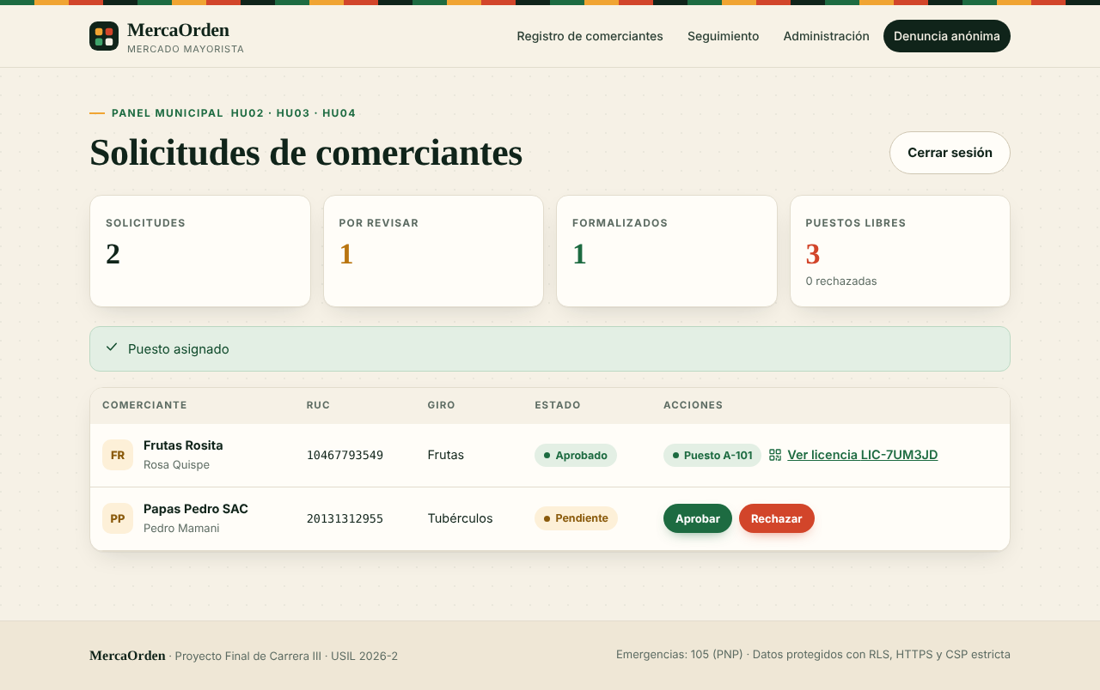 MercaOrden
MERCADO MAYORISTA
Registro de comerciantes
Seguimiento
Administración
Denuncia anónima
PANEL MUNICIPAL HU02 · HU03 · HU04
Solicitudes de comerciantes
Cerrar sesión
SOLICITUDES
2
POR REVISAR
1
FORMALIZADOS
1
PUESTOS LIBRES
3
0 rechazadas
Puesto asignado
COMERCIANTE RUC GIRO ESTADO ACCIONES
FR Frutas Rosita 10467793549 Frutas Aprobado Puesto A-101 Ver licencia LIC-7UM3JD
Rosa Quispe
PP Papas Pedro SAC 20131312955 Tubérculos Pendiente Aprobar Rechazar
Pedro Mamani
MercaOrden · Proyecto Final de Carrera III · USIL 2026-2
Emergencias: 105 (PNP) · Datos protegidos con RLS, HTTPS y CSP estricta